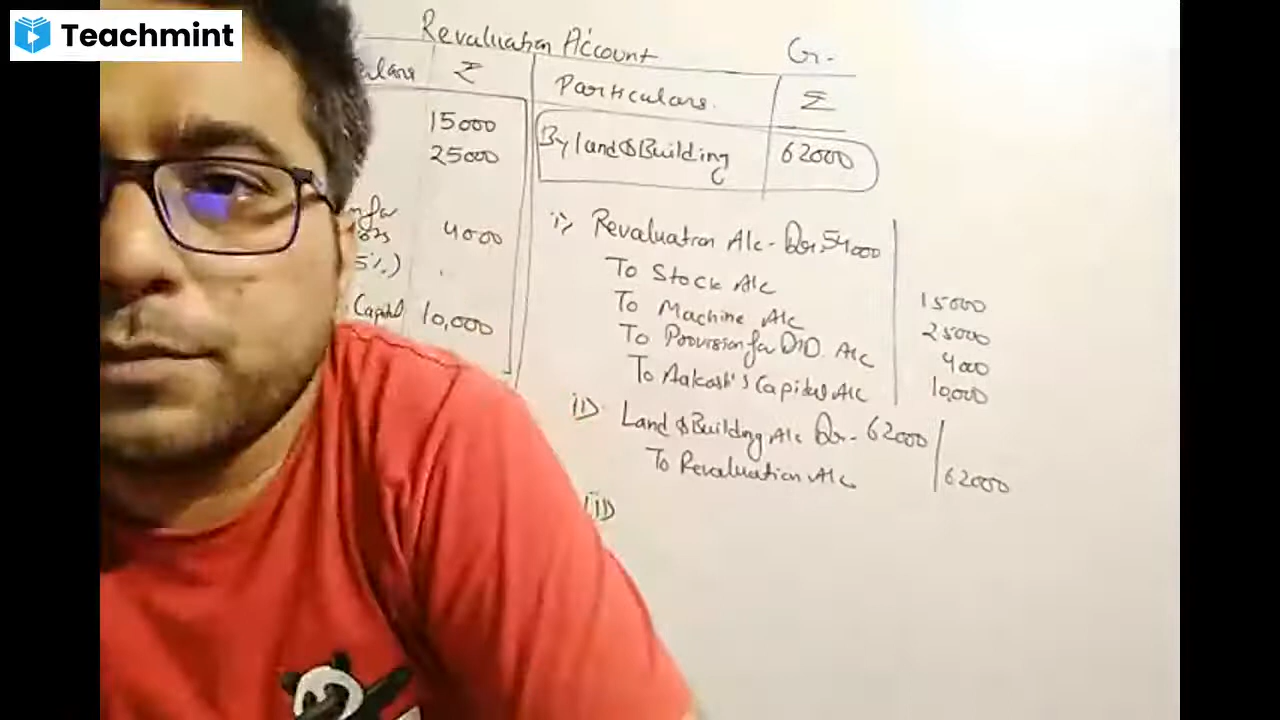 Teachmint
Revaluation Account
Cr.
₹
Particulars.
₹
15000
25000
By land & Building
62000
4000
5%)
Capital 10,000
i) Revaluation A/c - Dr. 54000
To Stock A/c 15000
To Machine A/c 25000
To Provision for D/D. A/c 4000
To Aakash's Capital A/c 10,000
ii) Land & Building A/c Dr. 62000
To Revaluation A/c 62000
iii)